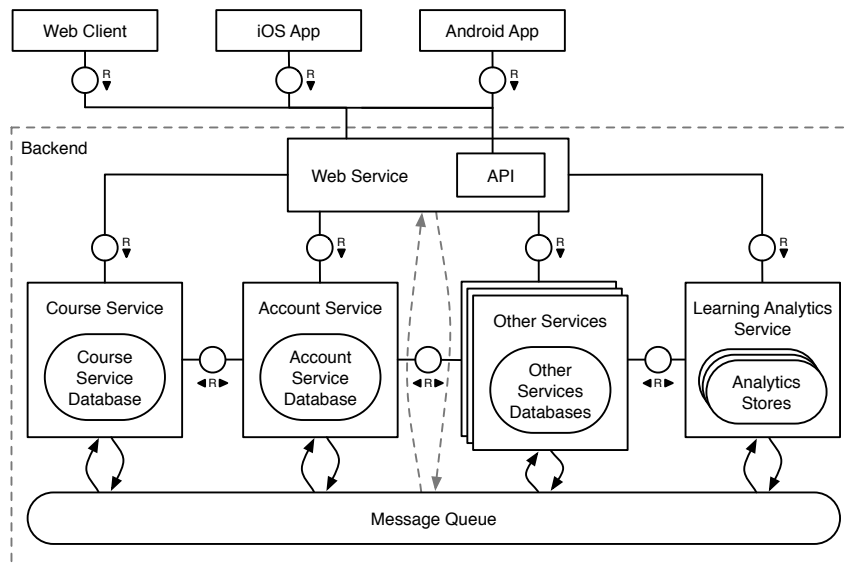 Web Client
iOS App
Android App
R
R
R
Backend
Web Service
API
R
R
R
R
Course Service
Account Service
Other Services
Learning Analytics
Service
Course
Service
Database
Account
Service
Database
Other
Services
Databases
Analytics
Stores
R
R
R
Message Queue